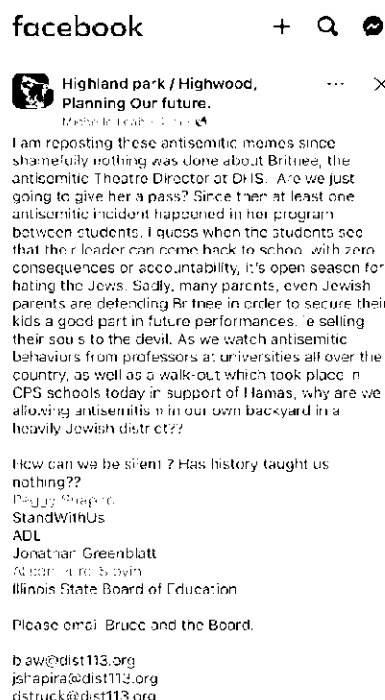 facebook
Highland park / Highwood,
Planning Our future.
I am reposting these antisemitic memes since
shamefully nothing was done about Britnee, the
antisemitic Theatre Director at DHS. Are we just
going to give her a pass? Since then at least one
antisemitic incident happened in her program
between students. I guess when the students see
that their leader can come back to school with zero
consequences or accountability, it's open season for
hating the Jews. Sadly, many parents, even Jewish
parents are defending Britnee in order to secure their
kids a good part in future performances. selling
their souls to the devil. As we watch antisemitic
behaviors from professors at universities all over the
country, as well as a walk-out which took place in
CPS schools today in support of Hamas, why are we
allowing antisemitism in our own backyard in a
heavily Jewish district??
How can we be silent ? Has history taught us
nothing??
Peggy Shapiro
StandWithUs
ADL
Jonathan Greenblatt
Illinois State Board of Education
Please email Bruce and the Board.
blaw@dist113.org
jshapira@dist113.org
dstruck@dist113.org